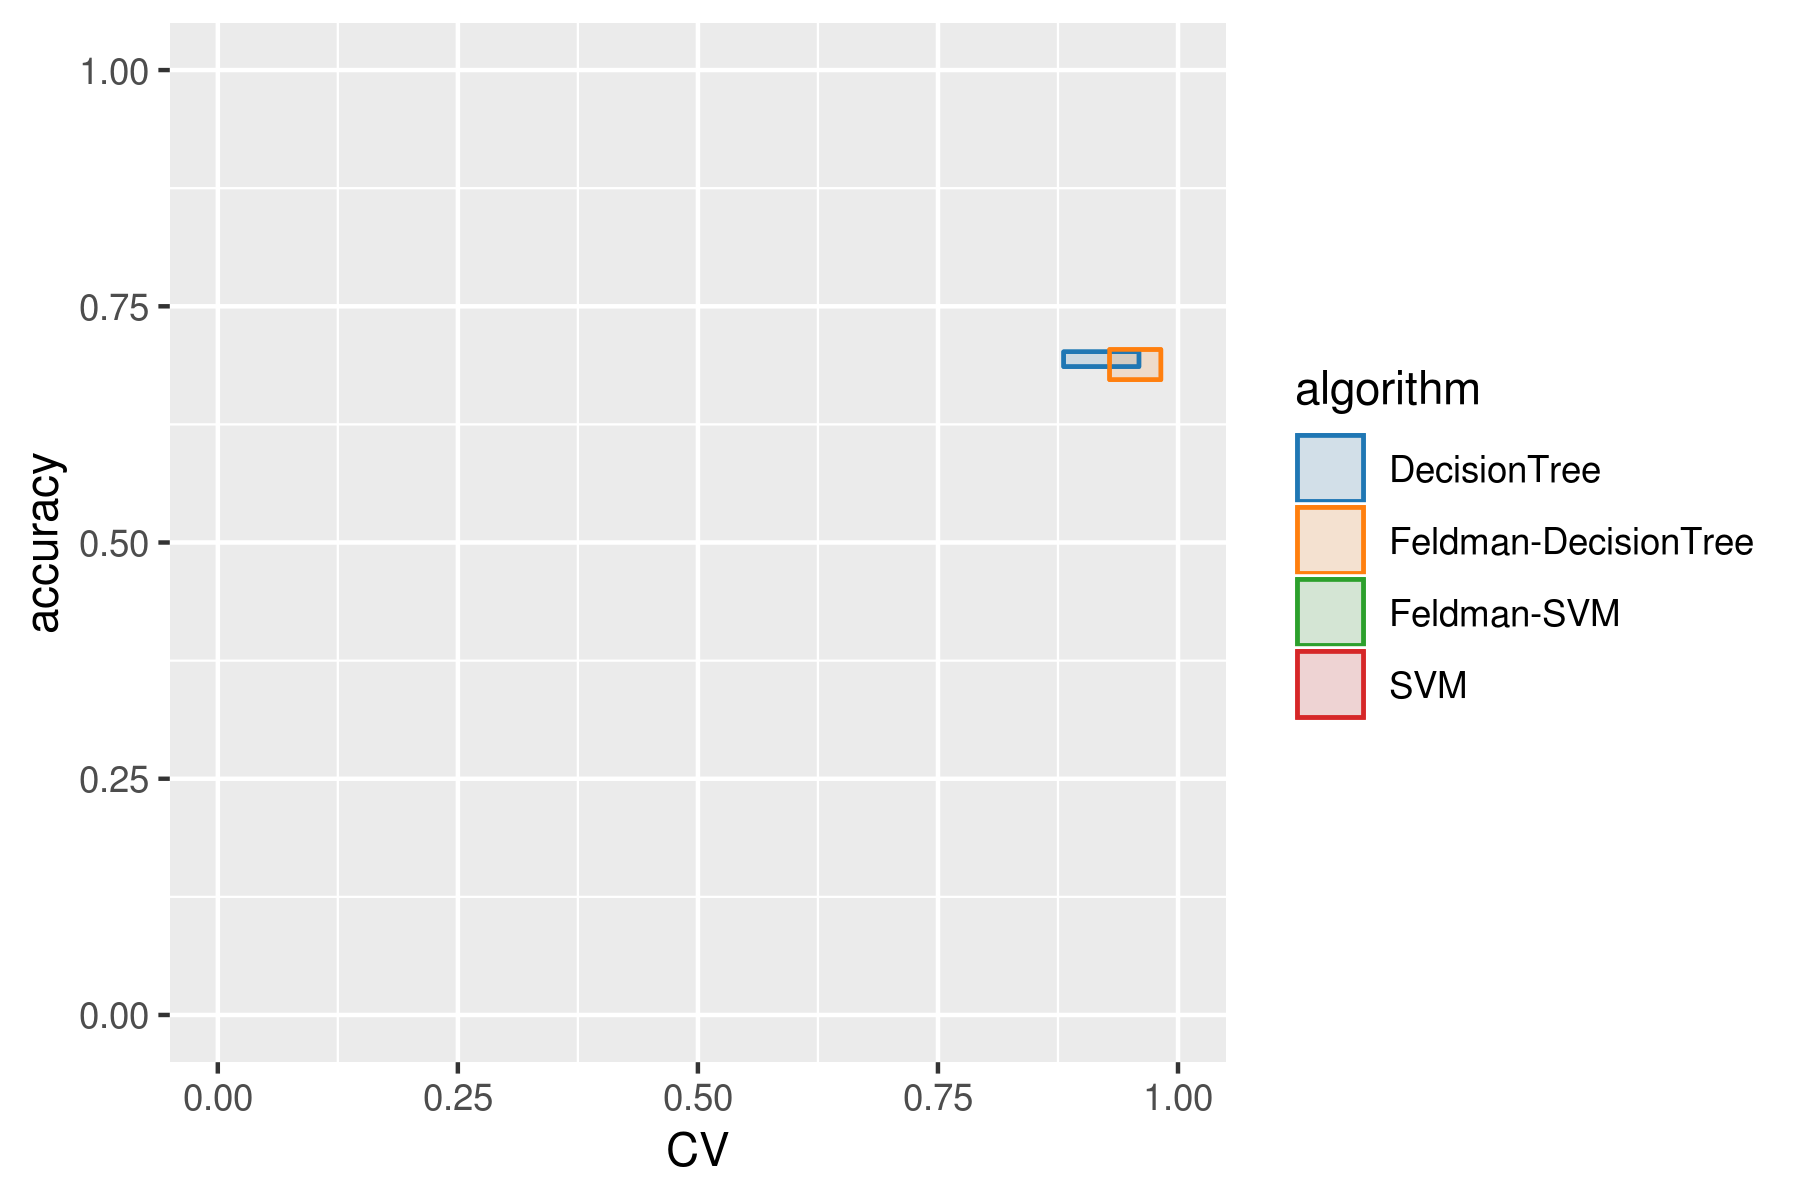 1.00
0.75
0.50
0.25
0.00
accuracy
0.00 0.25 0.50 0.75 1.00
CV
algorithm
DecisionTree
Feldman-DecisionTree
Feldman-SVM
SVM